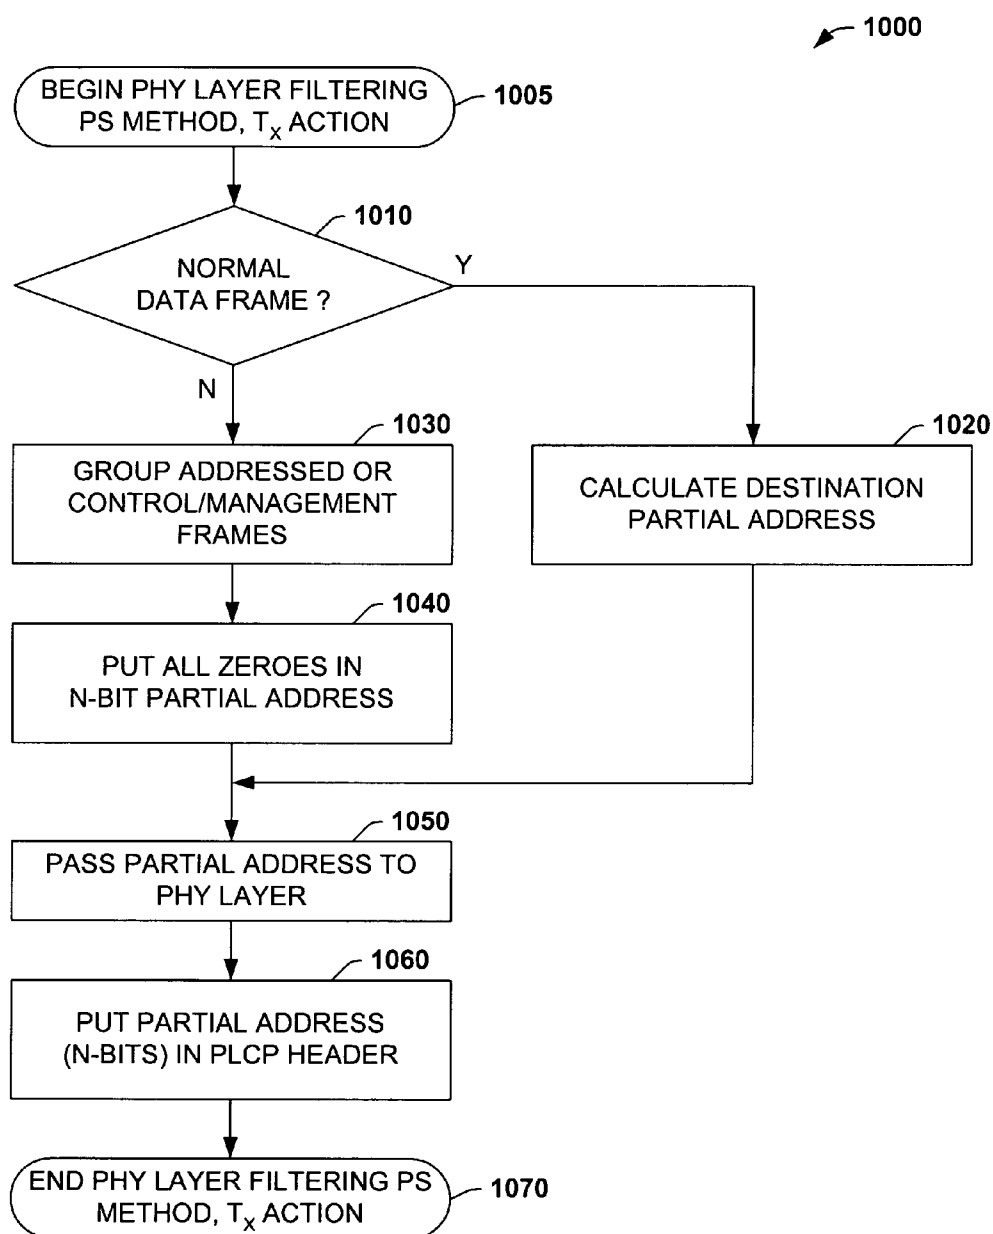 1000
BEGIN PHY LAYER FILTERING
PS METHOD, TX ACTION
1005
1010
NORMAL
DATA FRAME ?
Y
N
1030
GROUP ADDRESSED OR
CONTROL/MANAGEMENT
FRAMES
1020
CALCULATE DESTINATION
PARTIAL ADDRESS
1040
PUT ALL ZEROES IN
N-BIT PARTIAL ADDRESS
1050
PASS PARTIAL ADDRESS TO
PHY LAYER
1060
PUT PARTIAL ADDRESS
(N-BITS) IN PLCP HEADER
END PHY LAYER FILTERING PS
METHOD, TX ACTION
1070